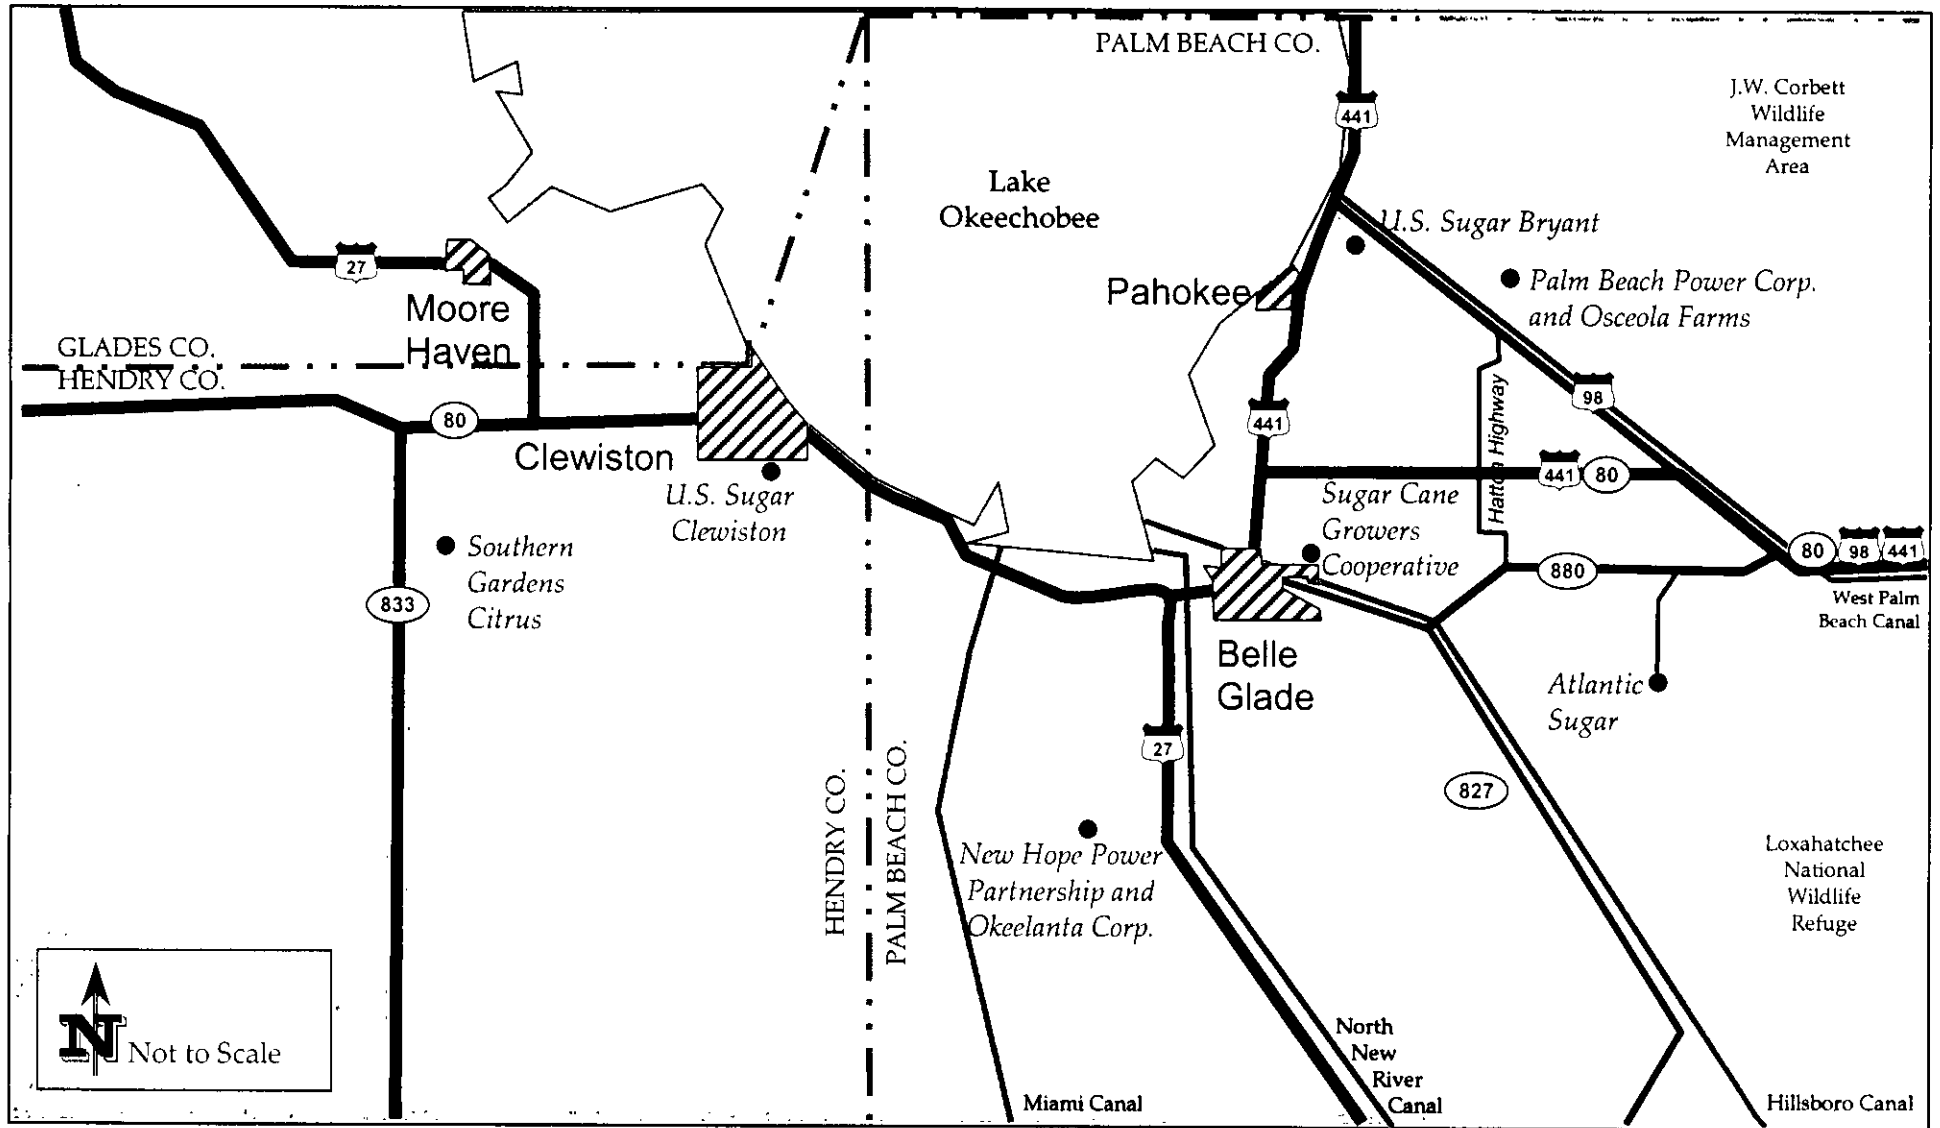 PALM BEACH CO.
441
J.W. Corbett
Wildlife
Management
Area
Lake
Okeechobee
U.S. Sugar Bryant
27
Moore
Haven
Pahokee
Palm Beach Power Corp.
and Osceola Farms
GLADES CO.
HENDRY CO.
98
Hatton Highway
80
441
Clewiston
441
80
U.S. Sugar
Clewiston
Sugar Cane
Growers
Cooperative
Southern
Gardens
Citrus
80
98
441
880
833
West Palm
Beach Canal
Belle
Glade
Atlantic
Sugar
27
827
HENDRY CO.
PALM BEACH CO.
New Hope Power
Partnership and
Okeelanta Corp.
Loxahatchee
National
Wildlife
Refuge
N
Not to Scale
North
New
River
Canal
Miami Canal
Hillsboro Canal